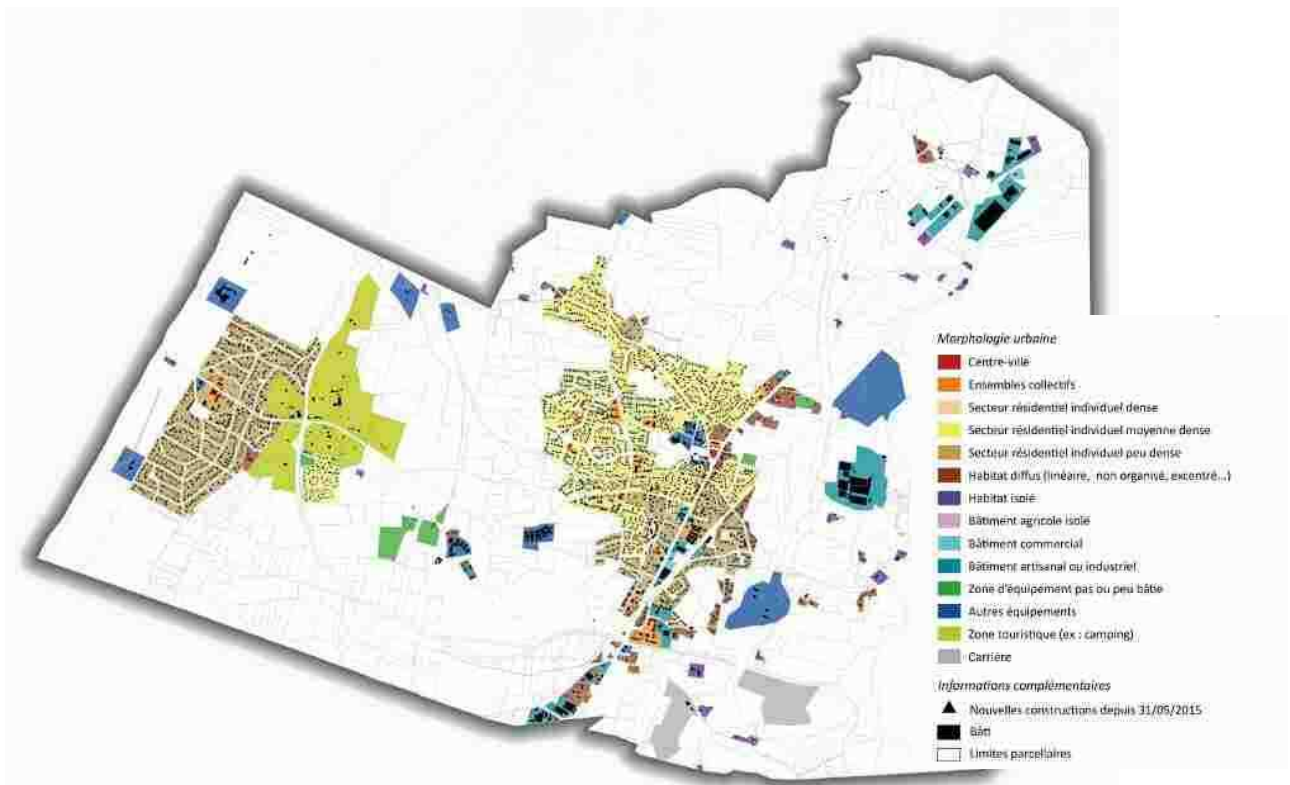 Morphologie urbaine
Centre-ville
Ensembles collectifs
Secteur résidentiel individuel dense
Secteur résidentiel individuel moyenne dense
Secteur résidentiel individuel peu dense
Habitat diffus (linéaire, non organisé, excentré...)
Habitat isolé
Bâtiment agricole isolé
Bâtiment commercial
Bâtiment artisanal ou industriel
Zone d'équipement pas ou peu bâtie
Autres équipements
Zone touristique (ex : camping)
Carrière
Informations complémentaires
Nouvelles constructions depuis 31/05/2015
Bâti
Limites parcellaires